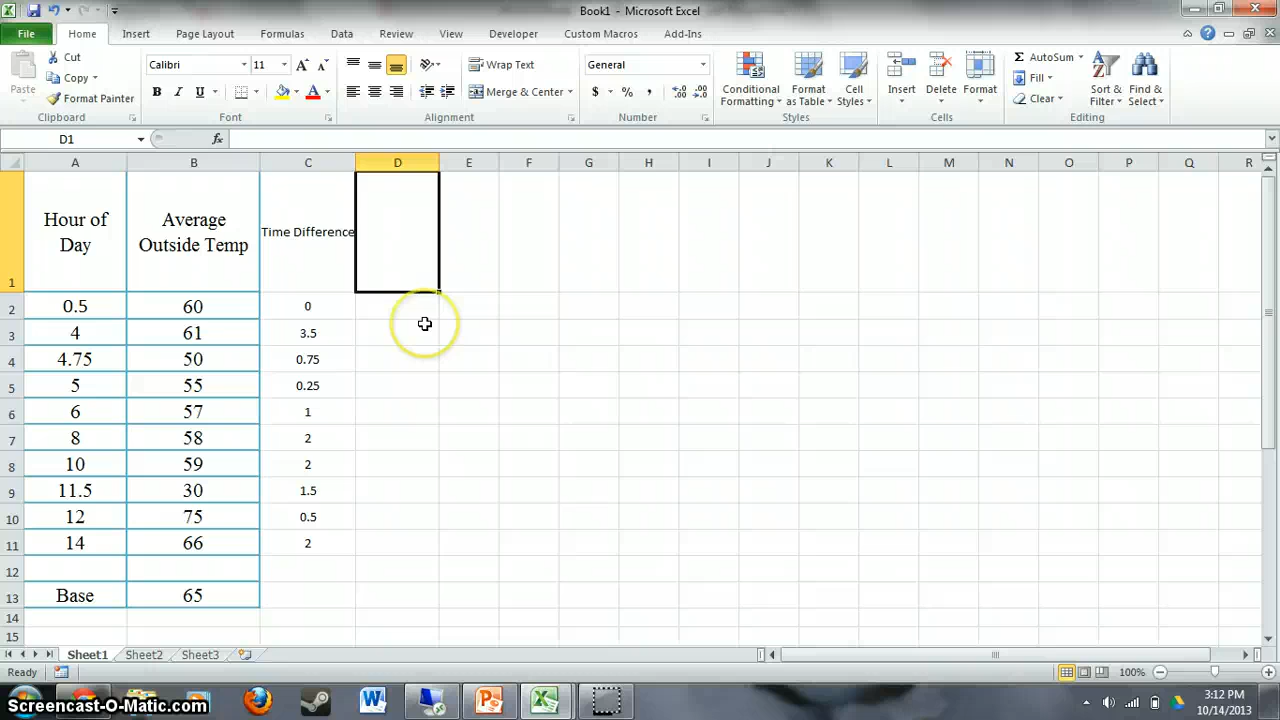 Book1 - Microsoft Excel
File Home Insert Page Layout Formulas Data Review View Developer Custom Macros Add-Ins
Paste
Cut
Copy
Format Painter
Clipboard
Calibri 11
B I U
Font
Wrap Text
Merge & Center
Alignment
General
$ % ,
Number
Conditional Formatting
Format as Table
Cell Styles
Styles
Insert Delete Format
Cells
Σ AutoSum
Fill
Clear
Sort & Filter
Find & Select
Editing
D1 fx
A B C D E F G H I J K L M N O P Q R
1 Hour of Day Average Outside Temp Time Difference
2 0.5 60 0
3 4 61 3.5
4 4.75 50 0.75
5 5 55 0.25
6 6 57 1
7 8 58 2
8 10 59 2
9 11.5 30 1.5
10 12 75 0.5
11 14 66 2
12
13 Base 65
14
15
Sheet1 Sheet2 Sheet3
Ready 100%
Screencast-O-Matic.com
3:12 PM
10/14/2013